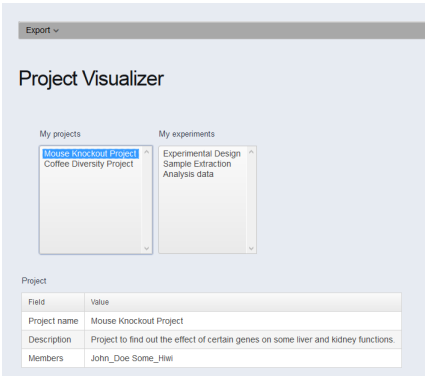 Export
Project Visualizer
My projects
My experiments
Mouse Knockout Project
Coffee Diversity Project
Experimental Design
Sample Extraction
Analysis data
Project
Field Value
Project name Mouse Knockout Project
Description Project to find out the effect of certain genes on some liver and kidney functions.
Members John_Doe Some_Hiwi